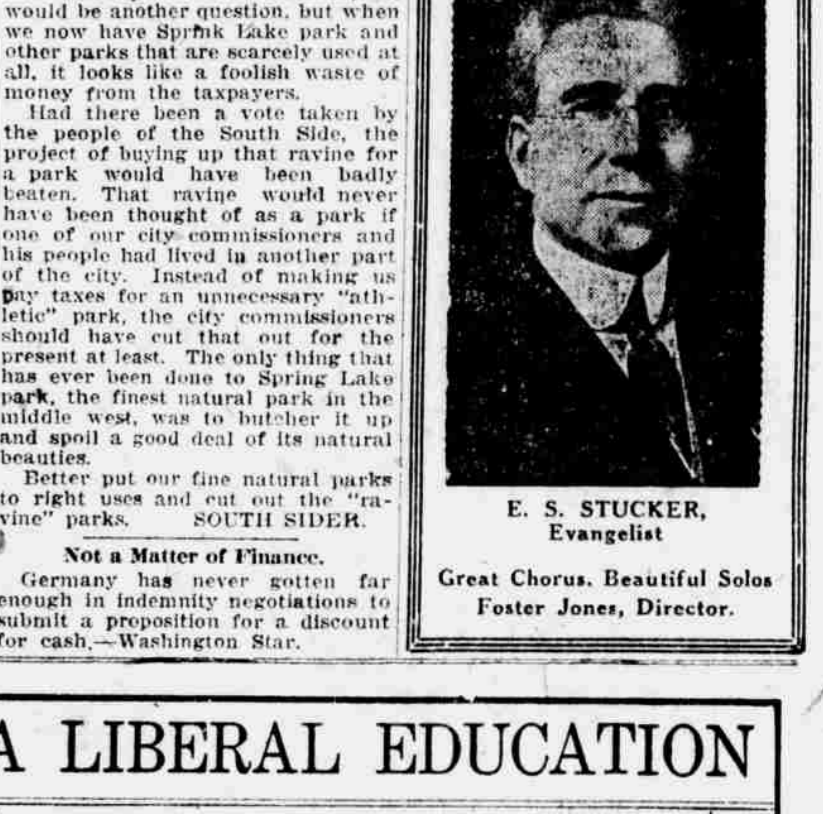 would be another question, but when
we now have Sprfnk Lake park and
other parks that are scarcely used at
all, it looks like a foolish waste of
money from the taxpayers.
Had there been a vote taken by
the people of the South Side, the
project of buying up that ravine for
a park would have been badly
beaten. That ravine would never
have been thought of as a park if
one of our city commissioners and
his people had lived in another part
of the city. Instead of making us
pay taxes for an unnecessary "ath-
letic" park, the city commissioners
should have cut that out for the
present at least. The only thing that
has ever been done to Spring Lake
park, the finest natural park in the
middle west, was to butcher it up
and spoil a good deal of its natural
beauties.
Better put our fine natural parks
to right uses and cut out the "ra-
vine" parks. SOUTH SIDER.
Not a Matter of Finance.
Germany has never gotten far
enough in indemnity negotiations to
submit a proposition for a discount
for cash.—Washington Star.
E. S. STUCKER,
Evangelist
Great Chorus. Beautiful Solos
Foster Jones, Director.
A LIBERAL EDUCATION